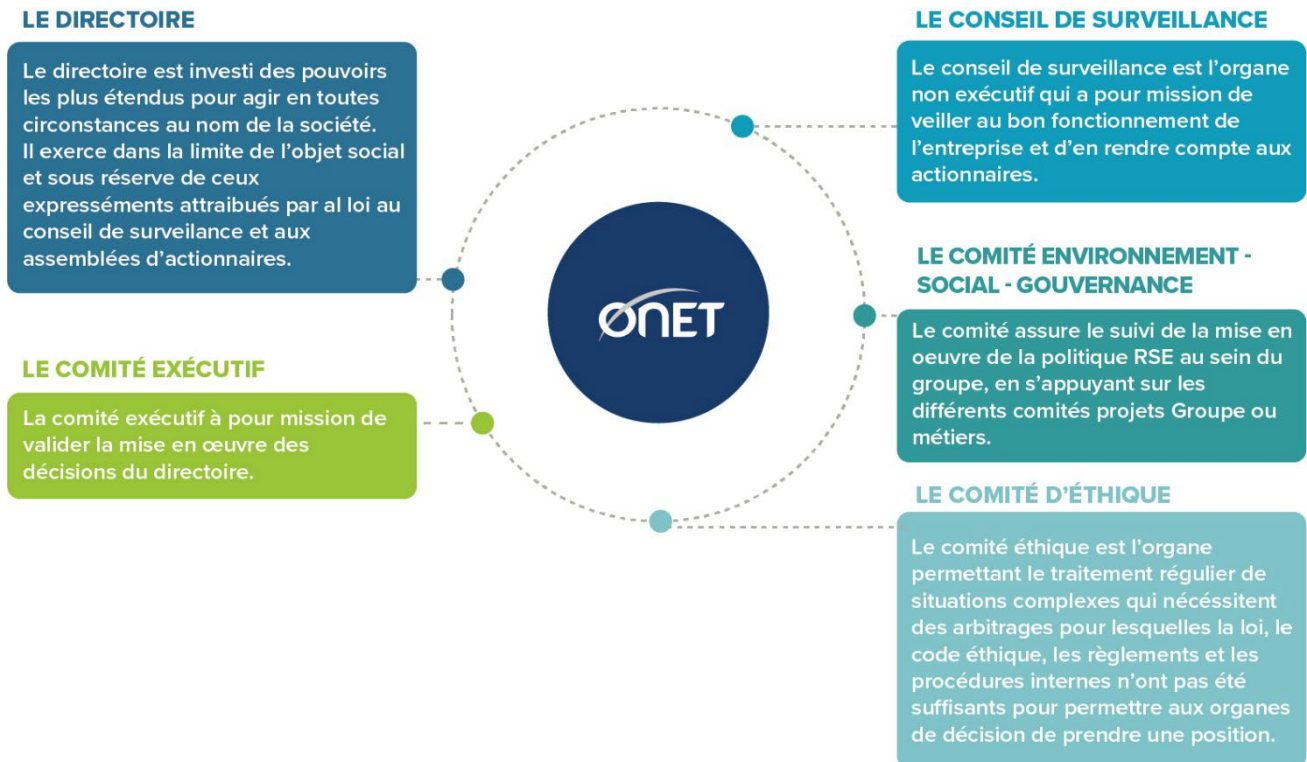 LE DIRECTOIRE
Le directoire est investi des pouvoirs
les plus étendus pour agir en toutes
circonstances au nom de la société.
Il exerce dans la limite de l'objet social
et sous réserve de ceux
expresséments attraibués par al loi au
conseil de surveilance et aux
assemblées d'actionnaires.
LE COMITÉ EXÉCUTIF
La comité exécutif à pour mission de
valider la mise en œuvre des
décisions du directoire.
ONET
LE CONSEIL DE SURVEILLANCE
Le conseil de surveillance est l'organe
non exécutif qui a pour mission de
veiller au bon fonctionnement de
l'entreprise et d'en rendre compte aux
actionnaires.
LE COMITÉ ENVIRONNEMENT -
SOCIAL - GOUVERNANCE
Le comité assure le suivi de la mise en
oeuvre de la politique RSE au sein du
groupe, en s'appuyant sur les
différents comités projets Groupe ou
métiers.
LE COMITÉ D'ÉTHIQUE
Le comité éthique est l'organe
permettant le traitement régulier de
situations complexes qui nécéssitent
des arbitrages pour lesquelles la loi, le
code éthique, les règlements et les
procédures internes n'ont pas été
suffisants pour permettre aux organes
de décision de prendre une position.